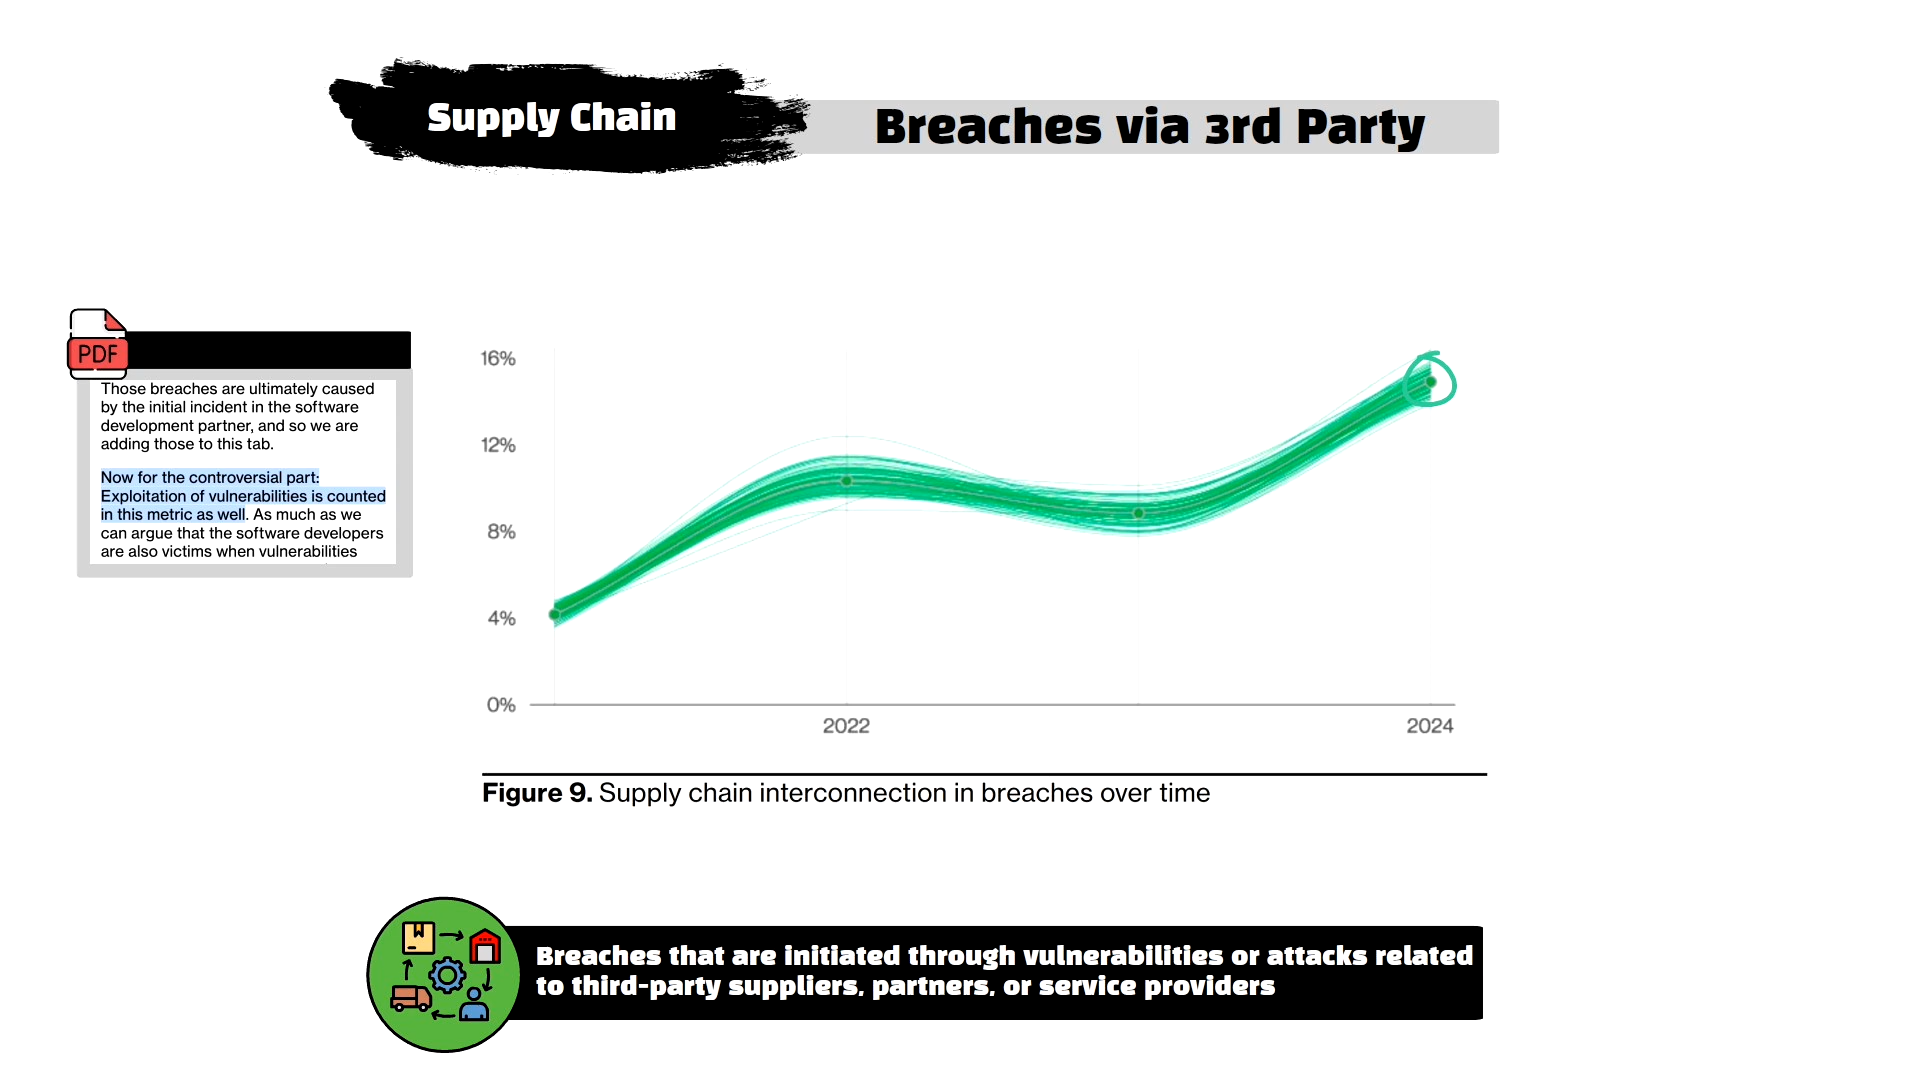 Supply Chain
Breaches via 3rd Party
PDF
Those breaches are ultimately caused
by the initial incident in the software
development partner, and so we are
adding those to this tab.
Now for the controversial part:
Exploitation of vulnerabilities is counted
in this metric as well. As much as we
can argue that the software developers
are also victims when vulnerabilities
16%
12%
8%
4%
0%
2022
2024
Figure 9. Supply chain interconnection in breaches over time
Breaches that are initiated through vulnerabilities or attacks related
to third-party suppliers, partners, or service providers